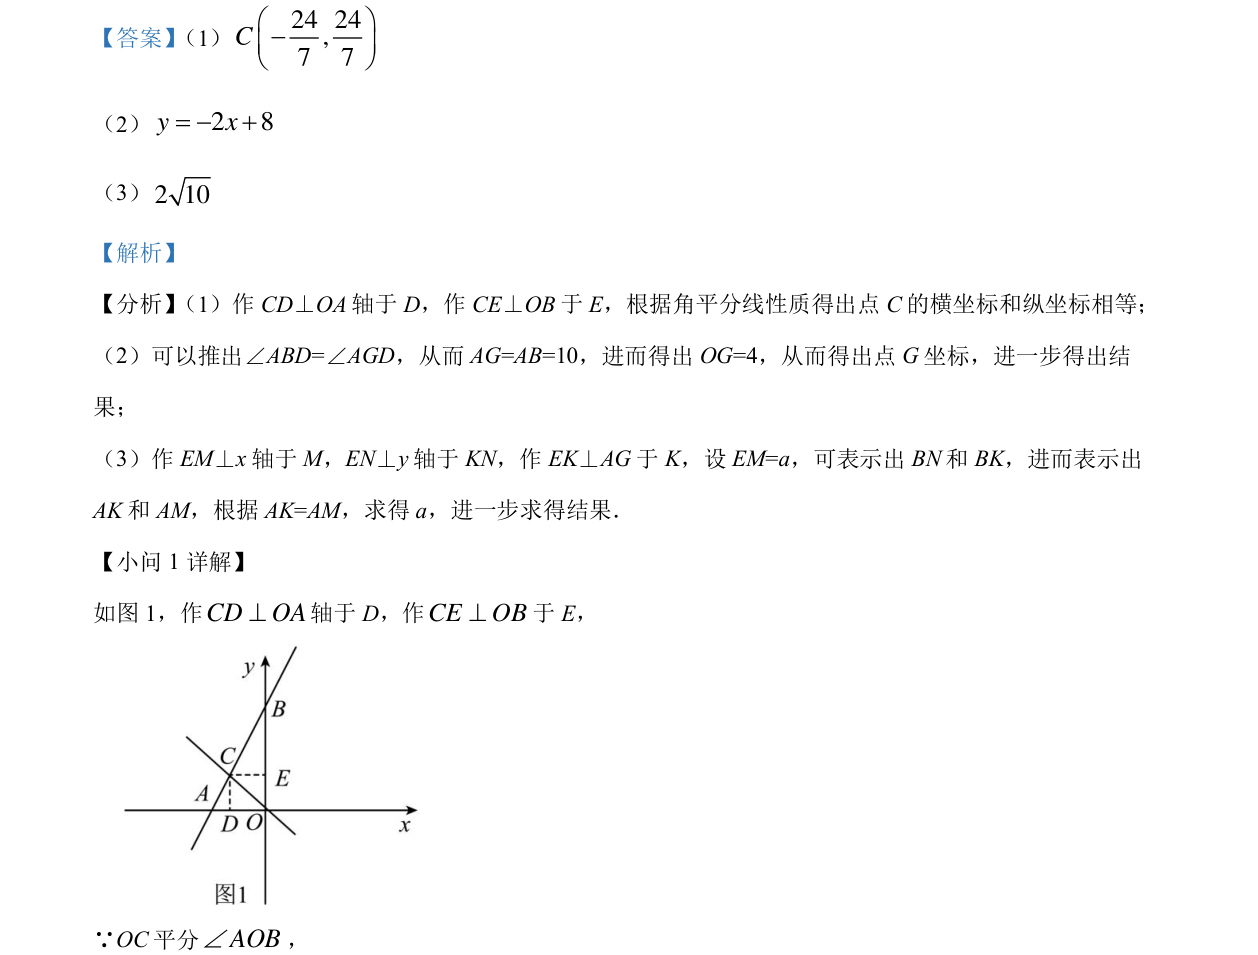 【答案】（1）C(-24/7, 24/7)
（2）y = -2x + 8
（3）2√10
【解析】
【分析】（1）作 CD⊥OA 轴于 D，作 CE⊥OB 于 E，根据角平分线性质得出点 C 的横坐标和纵坐标相等；
（2）可以推出∠ABD=∠AGD，从而 AG=AB=10，进而得出 OG=4，从而得出点 G 坐标，进一步得出结
果；
（3）作 EM⊥x 轴于 M，EN⊥y 轴于 KN，作 EK⊥AG 于 K，设 EM=a，可表示出 BN 和 BK，进而表示出
AK 和 AM，根据 AK=AM，求得 a，进一步求得结果．
【小问 1 详解】
如图 1，作 CD ⊥ OA 轴于 D，作 CE ⊥ OB 于 E，
y
B
C
E
A
D O
x
图1
∵OC 平分∠AOB，